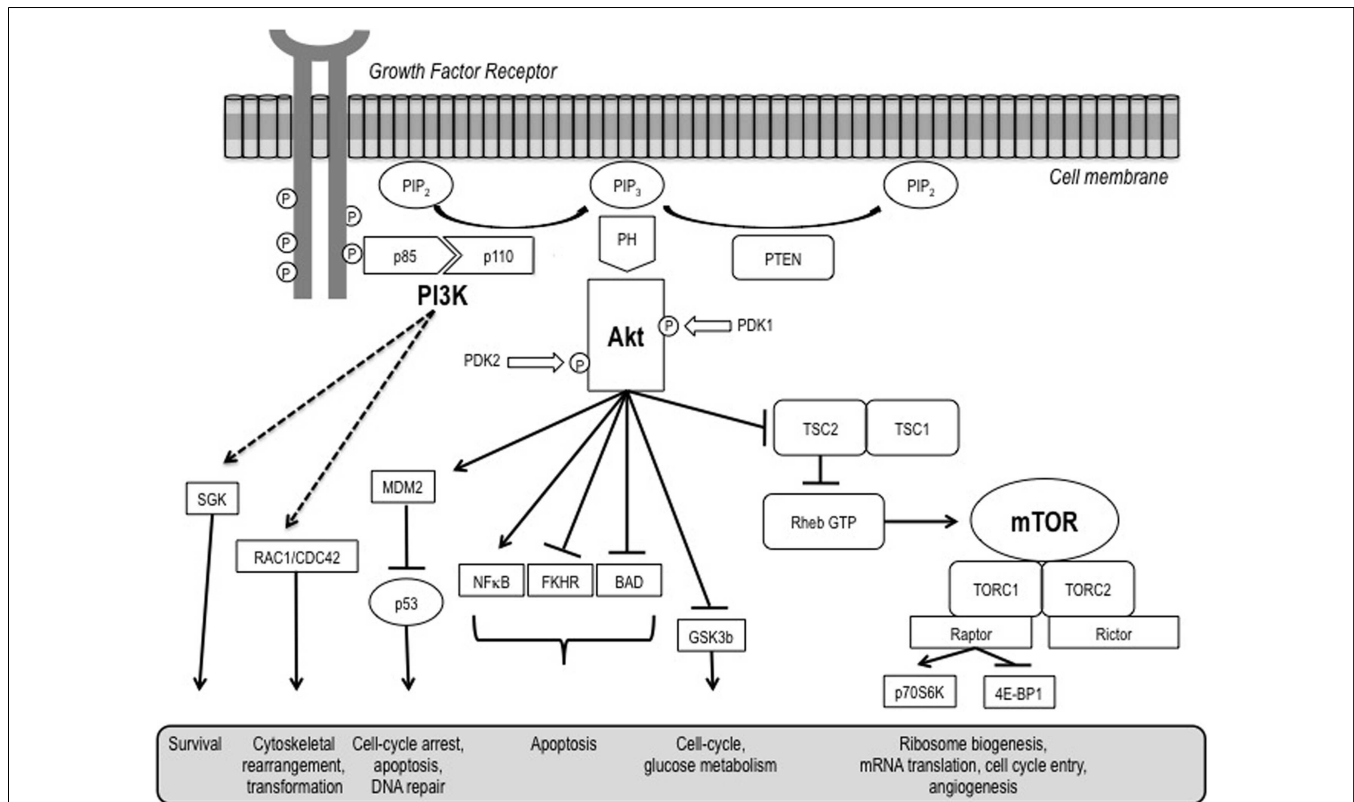 Growth Factor Receptor
Cell membrane
PIP2
PIP3
PIP2
P
P
P
P
P
p85
p110
PH
PTEN
PI3K
Akt
P
PDK1
PDK2
P
TSC2
TSC1
SGK
MDM2
Rheb GTP
mTOR
RAC1/CDC42
NFκB
FKHR
BAD
p53
TORC1
TORC2
GSK3b
Raptor
Rictor
p70S6K
4E-BP1
Survival
Cytoskeletal
rearrangement,
transformation
Cell-cycle arrest,
apoptosis,
DNA repair
Apoptosis
Cell-cycle,
glucose metabolism
Ribosome biogenesis,
mRNA translation, cell cycle entry,
angiogenesis